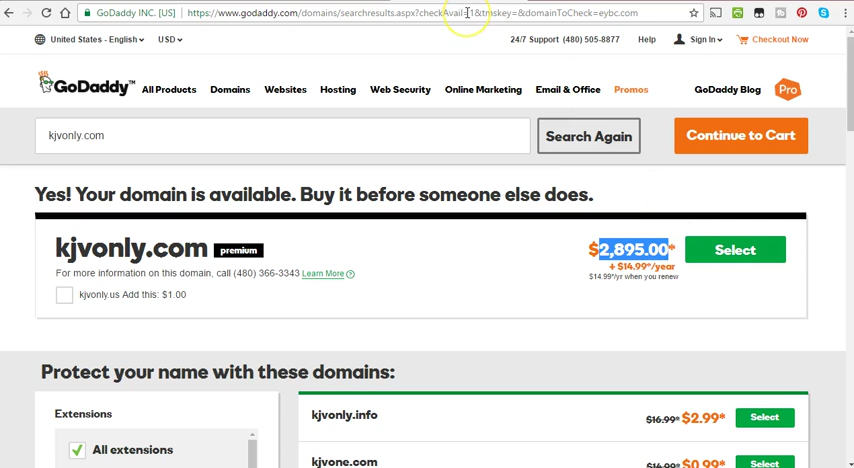 GoDaddy INC. [US] https://www.godaddy.com/domains/searchresults.aspx?checkAvail=1&tmskey=&domainToCheck=eybc.com
United States - English USD 24/7 Support (480) 505-8877 Help Sign In Checkout Now
GoDaddy™ All Products Domains Websites Hosting Web Security Online Marketing Email & Office Promos GoDaddy Blog Pro
kjvonly.com Search Again Continue to Cart
Yes! Your domain is available. Buy it before someone else does.
kjvonly.com premium $2,895.00* Select
+ $14.99*/year
For more information on this domain, call (480) 366-3343 Learn More
$14.99*/yr when you renew
kjvonly.us Add this: $1.00
Protect your name with these domains:
Extensions
kjvonly.info $16.99* $2.99* Select
All extensions
kjvone.com $14.99* $0.99* Select